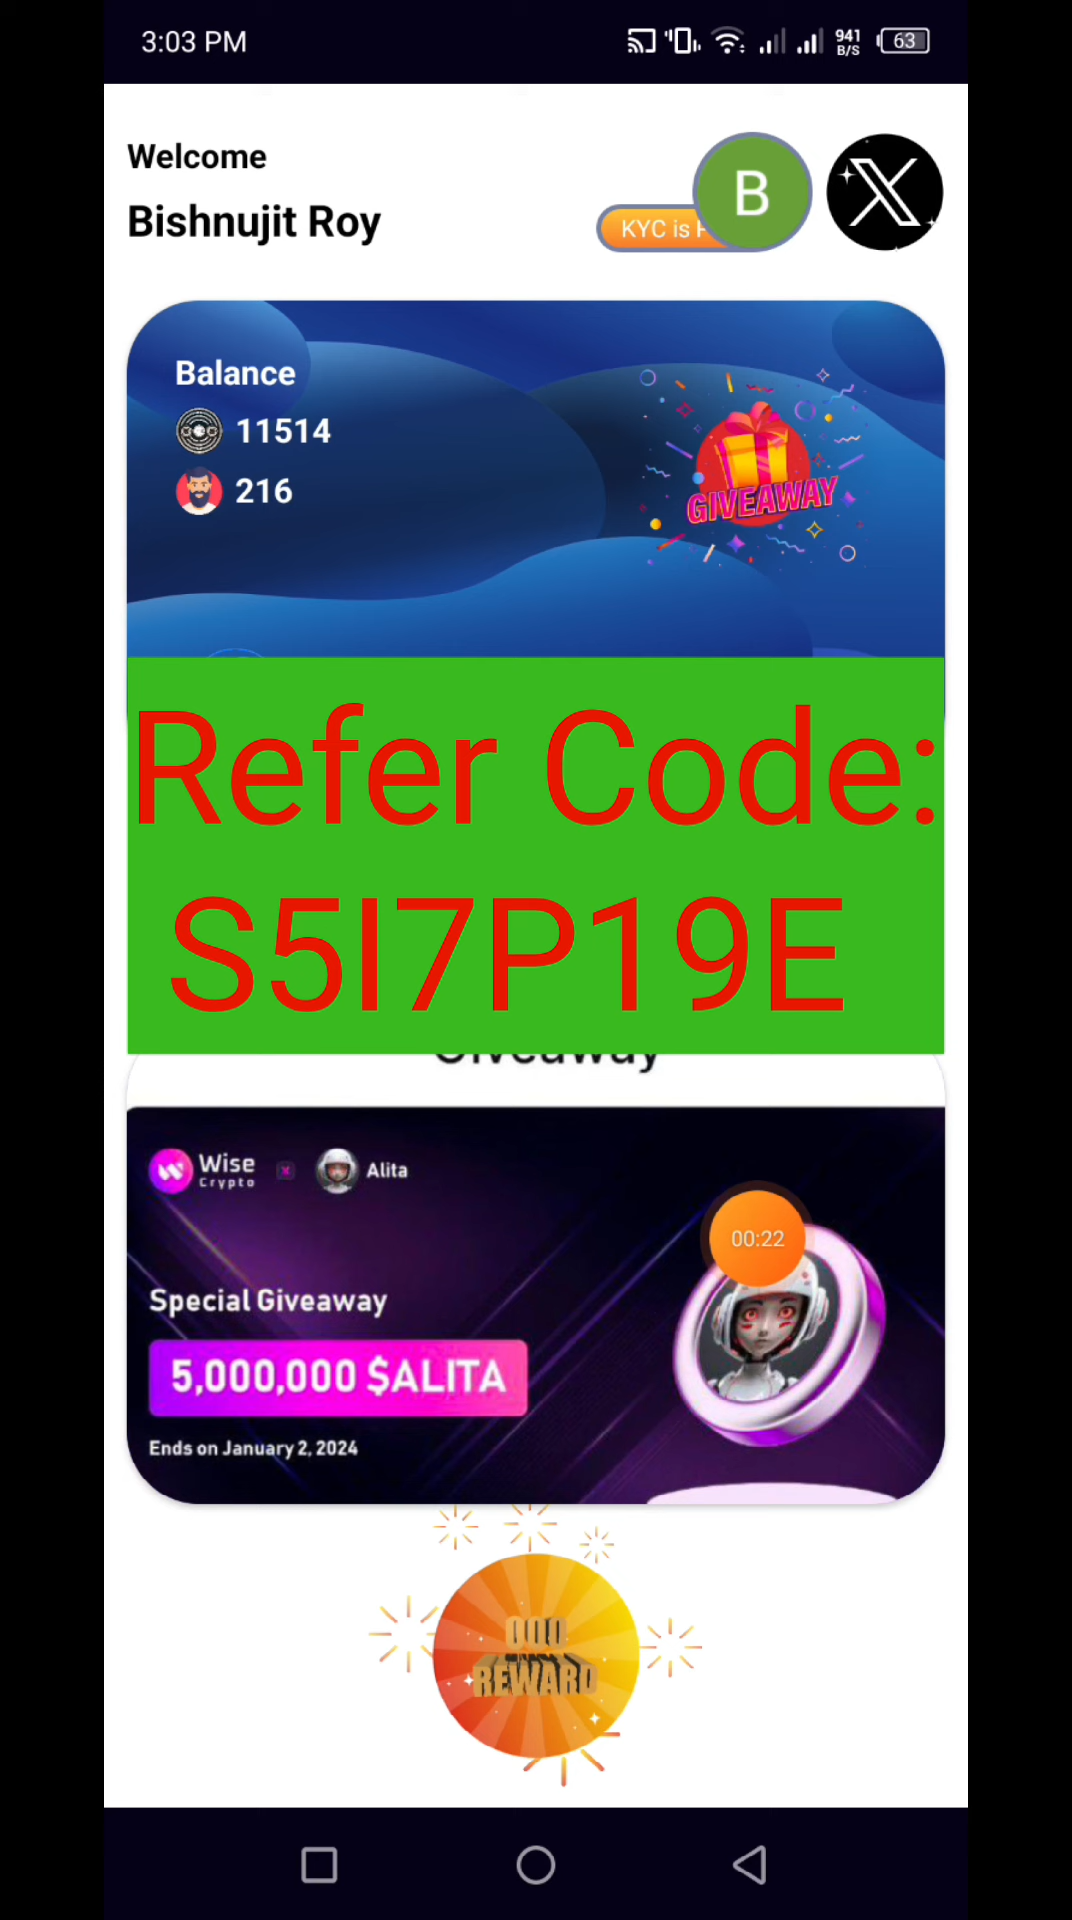 3:03 PM
941
B/S
63
Welcome
Bishnujit Roy
KYC is
B
Balance
11514
216
GIVEAWAY
Refer Code:
S5I7P19E
Giveaway
Wise
Crypto
x
Alita
00:22
Special Giveaway
5,000,000 $ALITA
Ends on January 2, 2024
REWARD